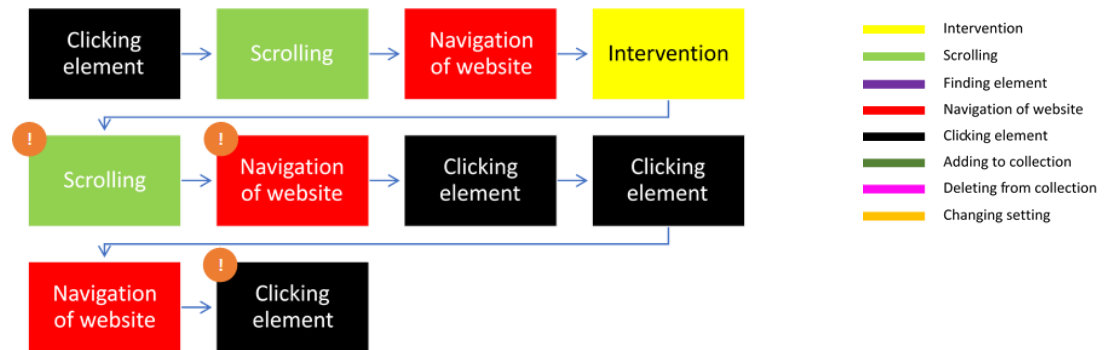 Clicking
element
Scrolling
Navigation
of website
Intervention
!
Scrolling
!
Navigation
of website
Clicking
element
Clicking
element
Navigation
of website
!
Clicking
element
Intervention
Scrolling
Finding element
Navigation of website
Clicking element
Adding to collection
Deleting from collection
Changing setting